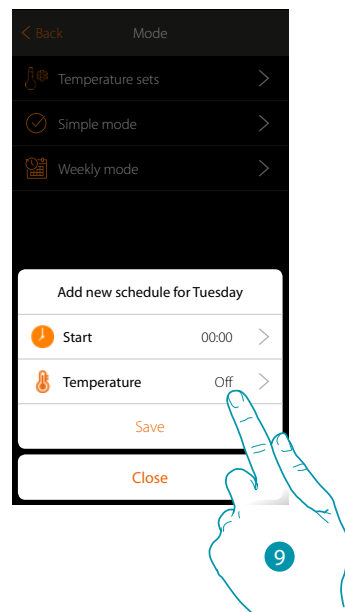 Back Mode
Temperature sets
Simple mode
Weekly mode
Add new schedule for Tuesday
Start 00:00
Temperature Off
Save
Close
9